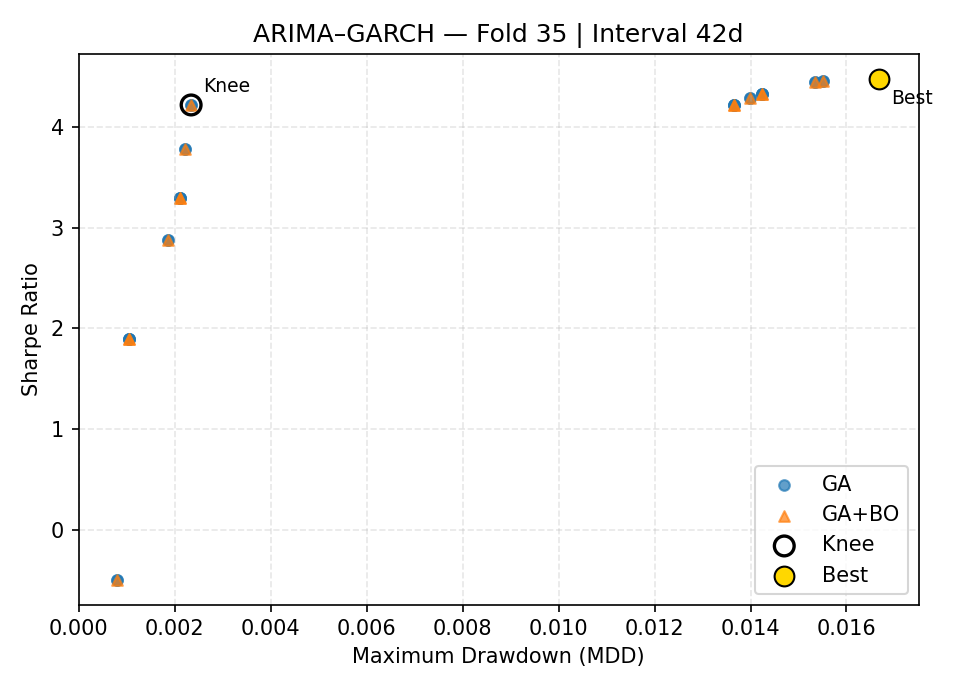 ARIMA–GARCH — Fold 35 | Interval 42d
Knee
Best
4
3
2
1
0
Sharpe Ratio
GA
GA+BO
Knee
Best
0.000 0.002 0.004 0.006 0.008 0.010 0.012 0.014 0.016
Maximum Drawdown (MDD)